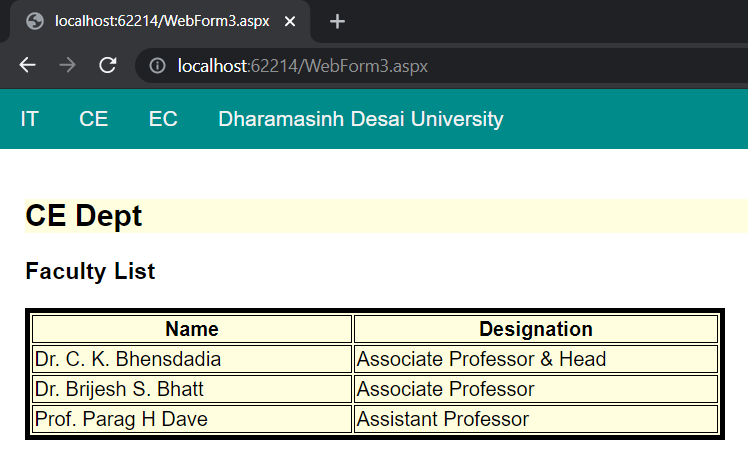 localhost:62214/WebForm3.aspx
localhost:62214/WebForm3.aspx
IT CE EC Dharamasinh Desai University
CE Dept
Faculty List
Name Designation
Dr. C. K. Bhensdadia Associate Professor & Head
Dr. Brijesh S. Bhatt Associate Professor
Prof. Parag H Dave Assistant Professor